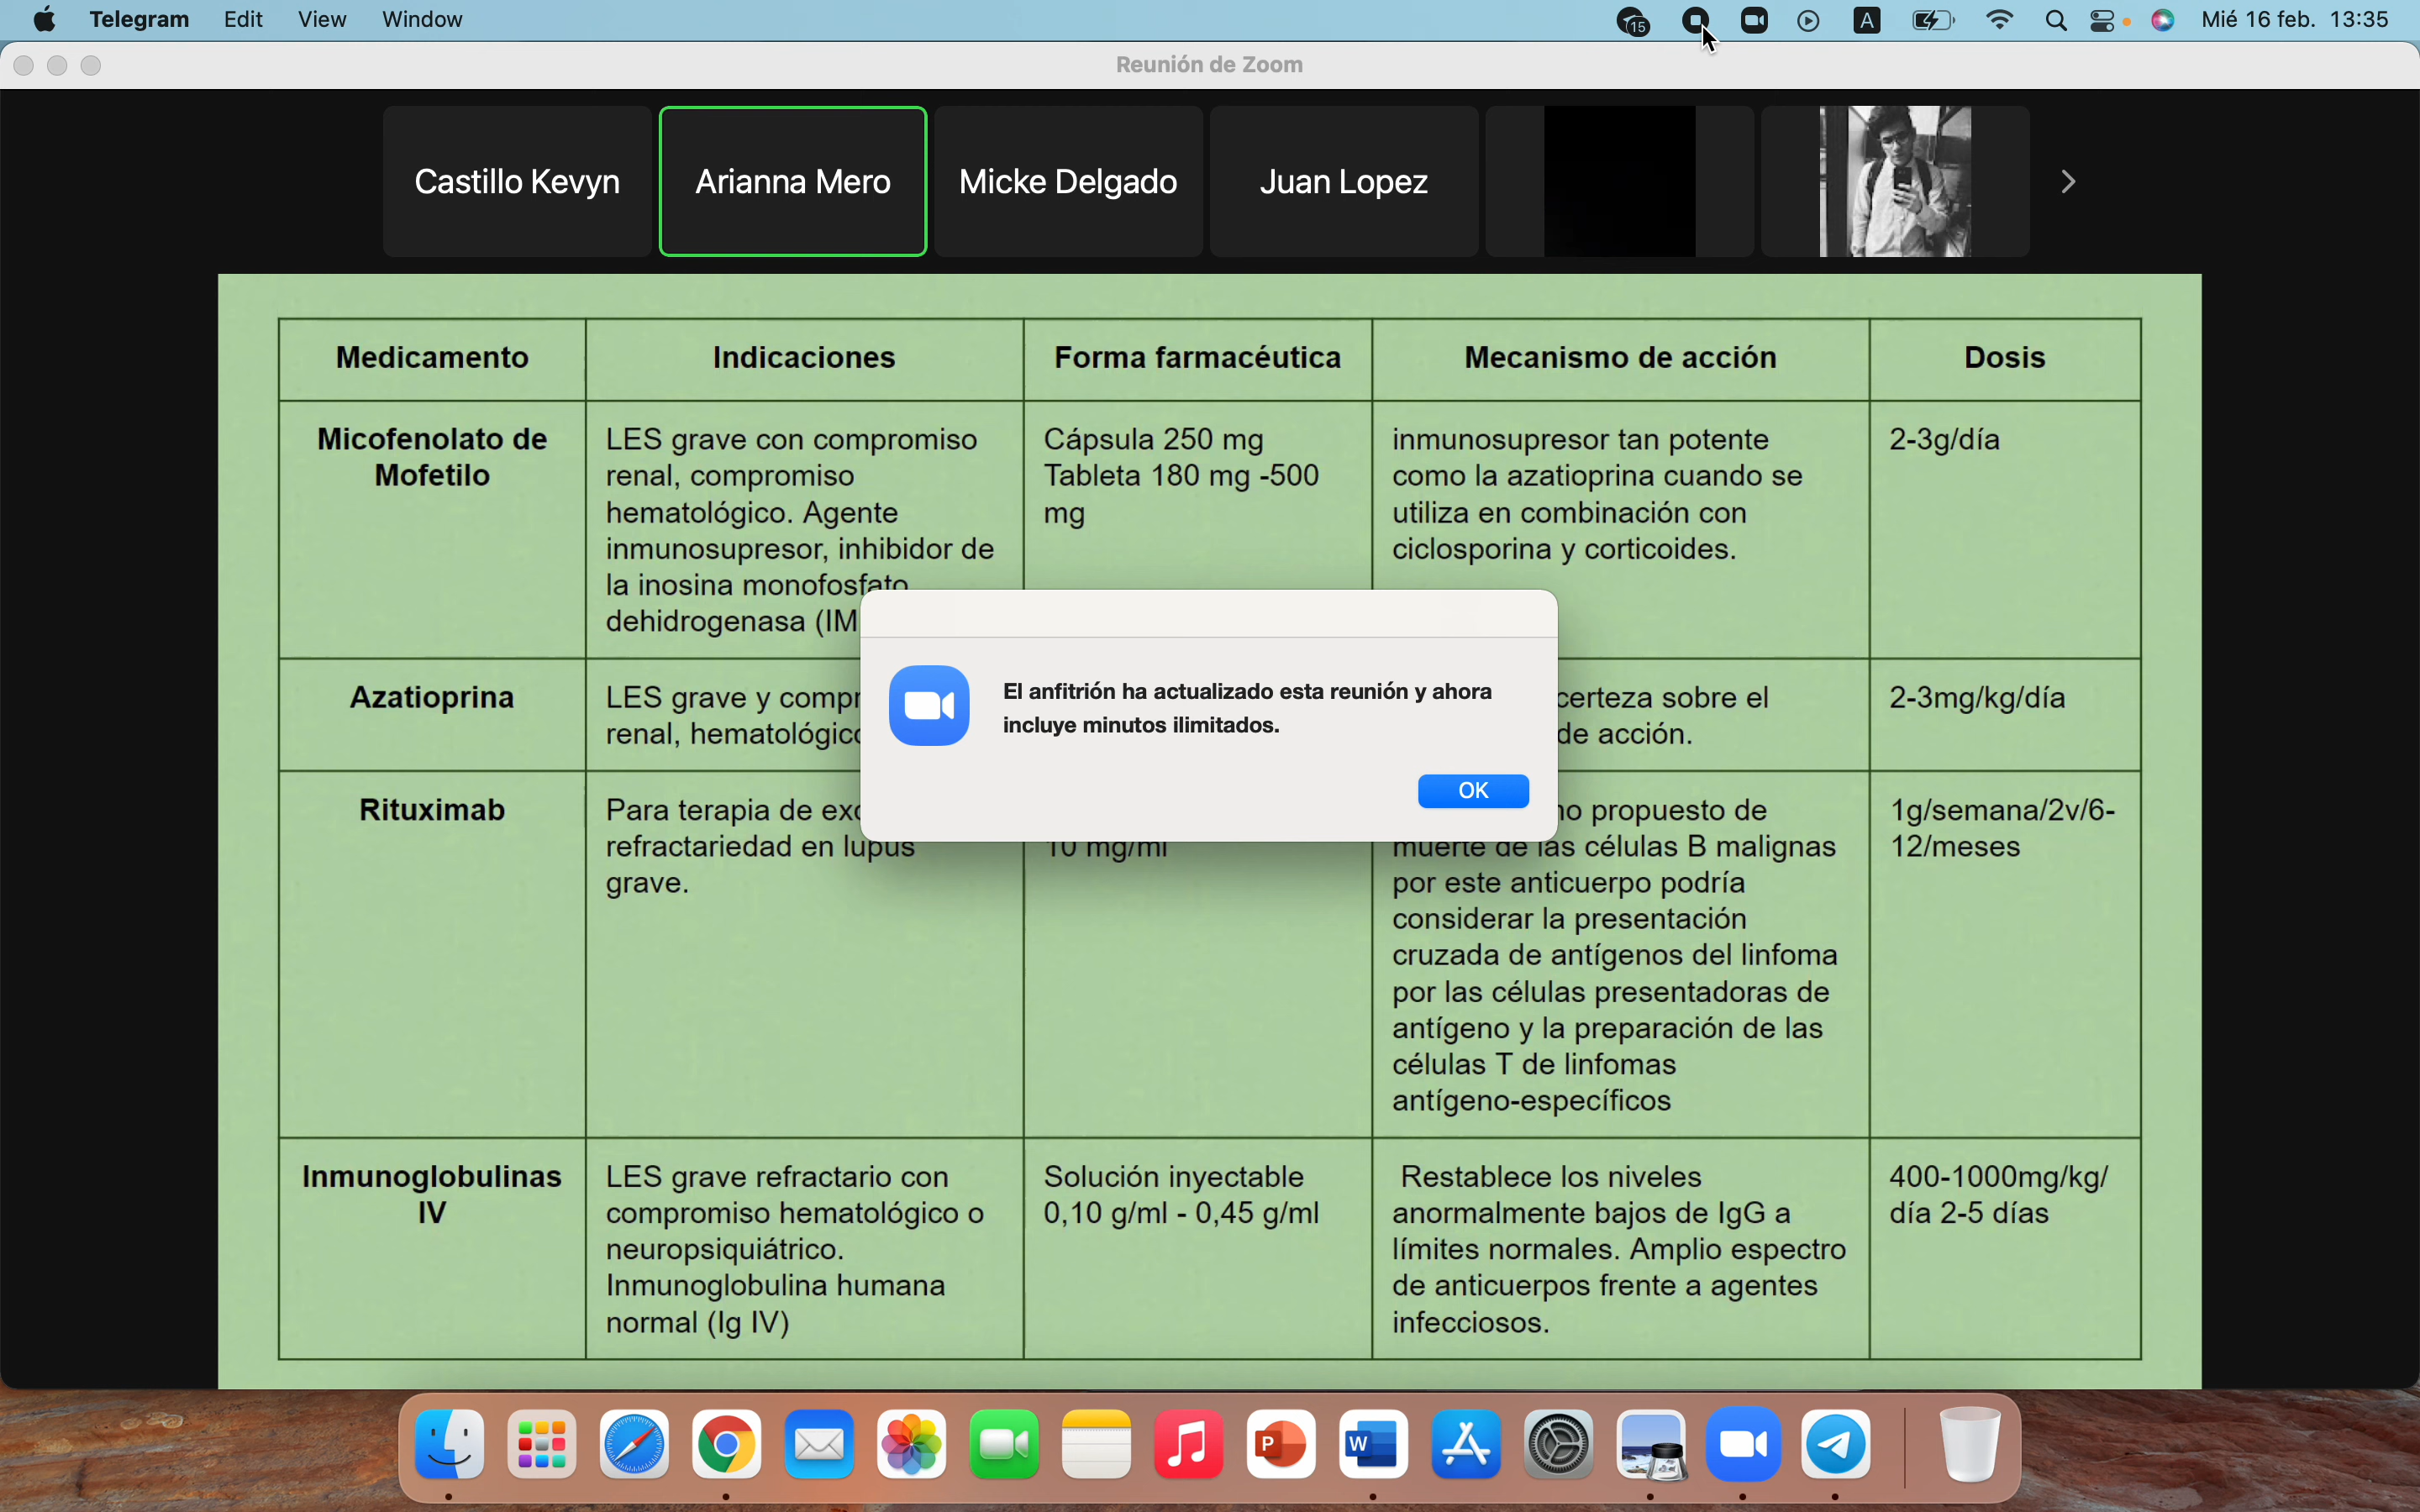 Telegram Edit View Window
15
A
Mié 16 feb. 13:35
Reunión de Zoom
Castillo Kevyn
Arianna Mero
Micke Delgado
Juan Lopez
Medicamento
Indicaciones
Forma farmacéutica
Mecanismo de acción
Dosis
Micofenolato de
Mofetilo
LES grave con compromiso
renal, compromiso
hematológico. Agente
inmunosupresor, inhibidor de
la inosina monofosfato
dehidrogenasa (IM
Cápsula 250 mg
Tableta 180 mg -500
mg
inmunosupresor tan potente
como la azatioprina cuando se
utiliza en combinación con
ciclosporina y corticoides.
2-3g/día
Azatioprina
LES grave y
renal,
certeza sobre el
de acción.
2-3mg/kg/día
El anfitrión ha actualizado esta reunión y ahora
incluye minutos ilimitados.
OK
Rituximab
Para terapia de
refractariedad en lupus
grave.
10 mg/ml
propuesto de
muerte de las células B malignas
por este anticuerpo podría
considerar la presentación
cruzada de antígenos del linfoma
por las células presentadoras de
antígeno y la preparación de las
células T de linfomas
antígeno-específicos
1g/semana/2v/6-
12/meses
Inmunoglobulinas
IV
LES grave refractario con
compromiso hematológico o
neuropsiquiátrico.
Inmunoglobulina humana
normal (Ig IV)
Solución inyectable
0,10 g/ml - 0,45 g/ml
Restablece los niveles
anormalmente bajos de IgG a
límites normales. Amplio espectro
de anticuerpos frente a agentes
infecciosos.
400-1000mg/kg/
día 2-5 días
P
W